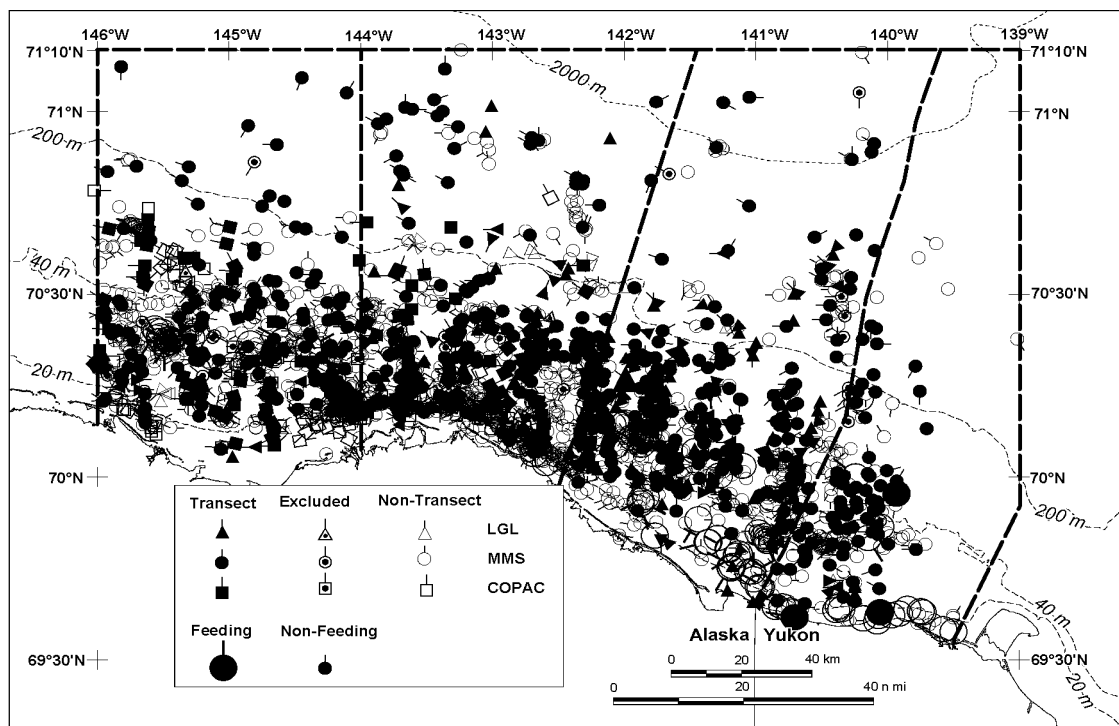 146°W 145°W 144°W 143°W 142°W 141°W 140°W 139°W
71°10'N 71°10'N
2000·m
71°N 71°N
200·m
40 m
70°30'N 70°30'N
20 m
70°N 70°N
200 m
Transect Excluded Non-Transect
LGL
MMS
COPAC
Feeding Non-Feeding
40 m
20·m
Alaska Yukon
69°30'N 69°30'N
0 20 40 km
0 20 40 n mi